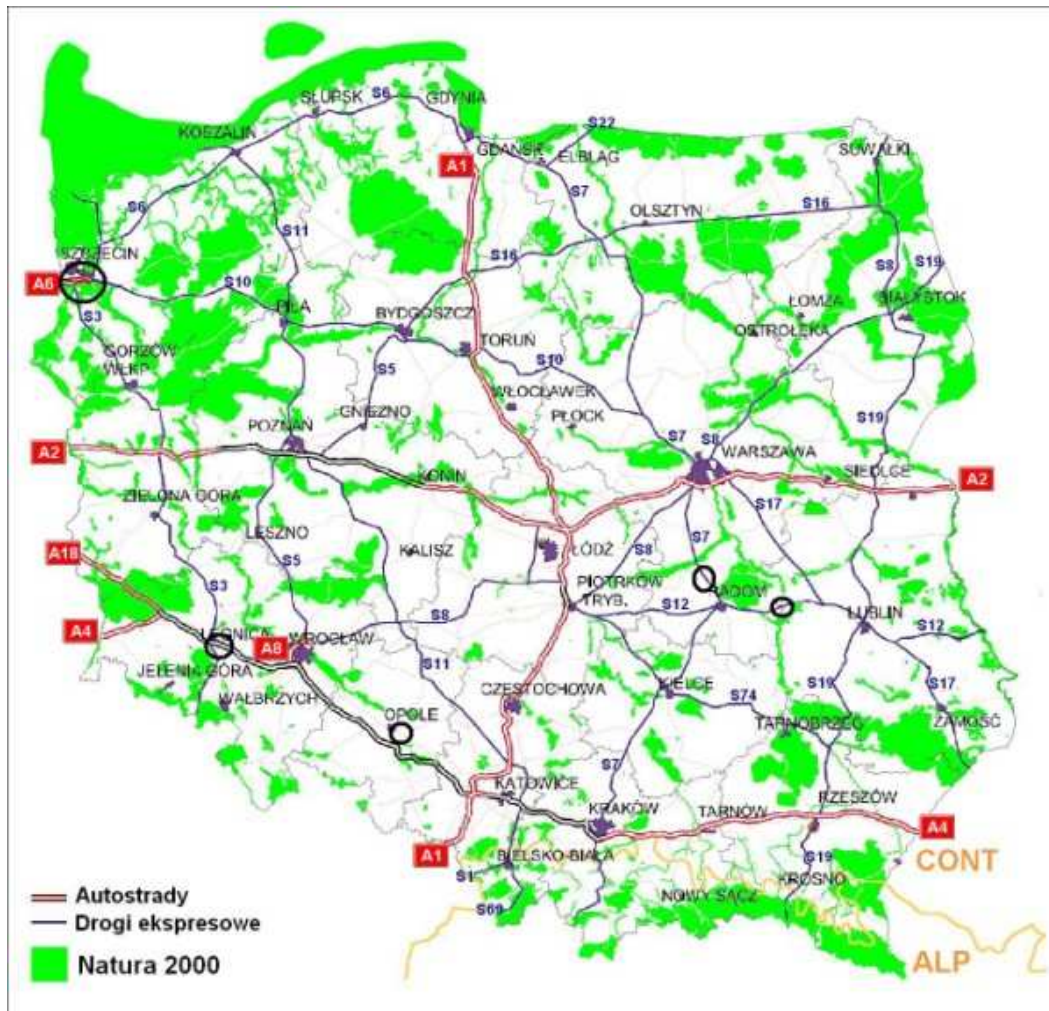 SŁUPSK
S6
GDYNIA
KOSZALIN
S22
GDAŃSK
ELBLĄG
SUWAŁKI
A1
S7
S6
S11
OLSZTYN
S16
SZCZECIN
S16
S8
S19
A6
S10
S3
PIŁA
BYDGOSZCZ
ŁOMŻA
BIAŁYSTOK
OSTROŁĘKA
GORZÓW
WLKP.
TORUŃ
S5
S10
WŁOCŁAWEK
PŁOCK
GNIEZNO
S19
POZNAŃ
S7
S8
WARSZAWA
A2
KONIN
SIEDLCE
A2
ZIELONA GÓRA
S17
LESZNO
A18
KALISZ
ŁÓDŹ
S8
S7
S5
S3
PIOTRKÓW
TRYB.
RADOM
S12
S8
LUBLIN
S12
A4
LEGNICA
A8
WROCŁAW
JELENIA GÓRA
S11
WAŁBRZYCH
KIELCE
S74
S19
S17
CZĘSTOCHOWA
ZAMOŚĆ
OPOLE
TARNOBRZEG
S7
KATOWICE
KRAKÓW
TARNÓW
RZESZÓW
A4
A1
BIELSKO-BIAŁA
S1
S19
CONT
KROSNO
NOWY SĄCZ
S69
Autostrady
Drogi ekspresowe
Natura 2000
ALP